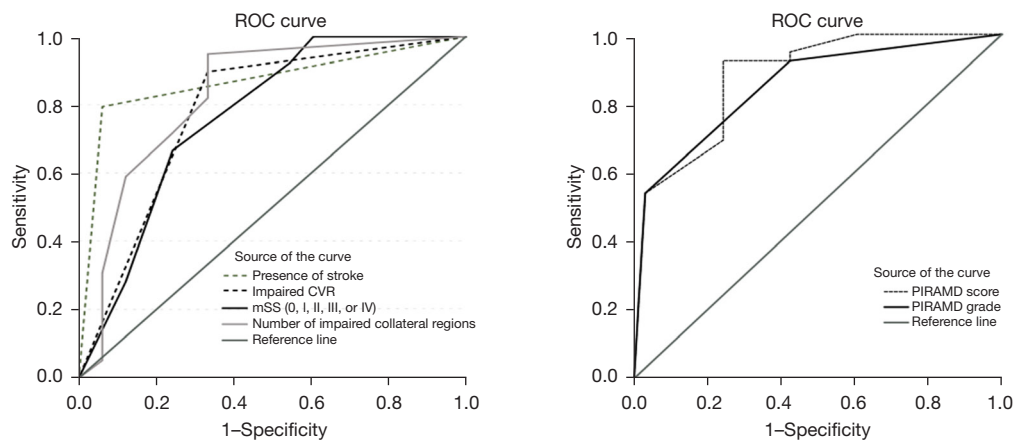 ROC curve
1.0
0.8
0.6
0.4
0.2
0.0
Sensitivity
Source of the curve
Presence of stroke
Impaired CVR
mSS (0, I, II, III, or IV)
Number of impaired collateral regions
Reference line
0.0 0.2 0.4 0.6 0.8 1.0
1–Specificity
ROC curve
1.0
0.8
0.6
0.4
0.2
0.0
Sensitivity
Source of the curve
PIRAMD score
PIRAMD grade
Reference line
0.0 0.2 0.4 0.6 0.8 1.0
1–Specificity